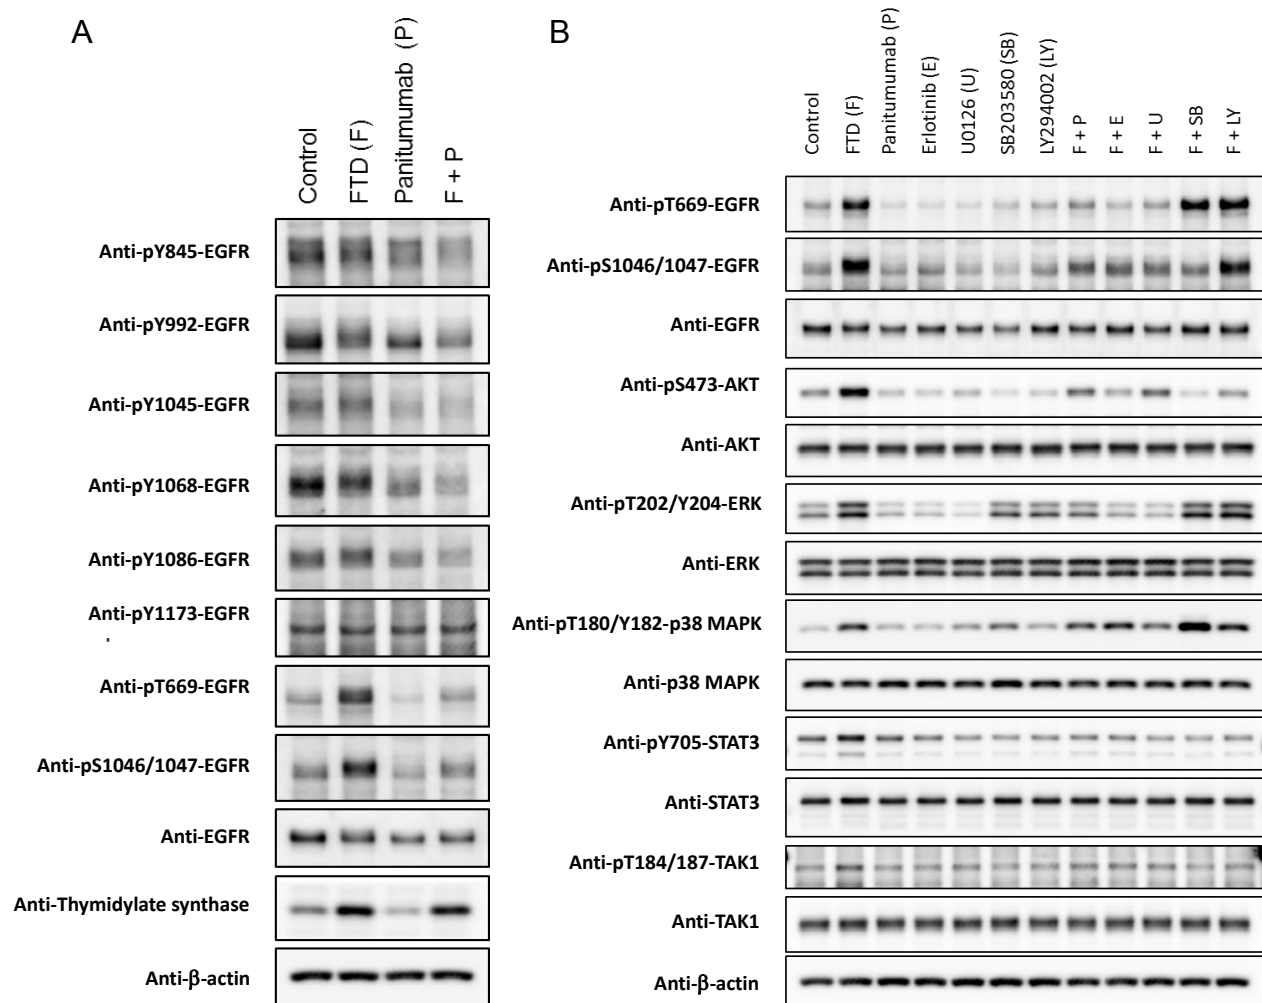 A
Control
FTD (F)
Panitumumab (P)
F + P
Anti-pY845-EGFR
Anti-pY992-EGFR
Anti-pY1045-EGFR
Anti-pY1068-EGFR
Anti-pY1086-EGFR
Anti-pY1173-EGFR
Anti-pT669-EGFR
Anti-pS1046/1047-EGFR
Anti-EGFR
Anti-Thymidylate synthase
Anti-β-actin
B
Control
FTD (F)
Panitumumab (P)
Erlotinib (E)
U0126 (U)
SB203580 (SB)
LY294002 (LY)
F + P
F + E
F + U
F + SB
F + LY
Anti-pT669-EGFR
Anti-pS1046/1047-EGFR
Anti-EGFR
Anti-pS473-AKT
Anti-AKT
Anti-pT202/Y204-ERK
Anti-ERK
Anti-pT180/Y182-p38 MAPK
Anti-p38 MAPK
Anti-pY705-STAT3
Anti-STAT3
Anti-pT184/187-TAK1
Anti-TAK1
Anti-β-actin